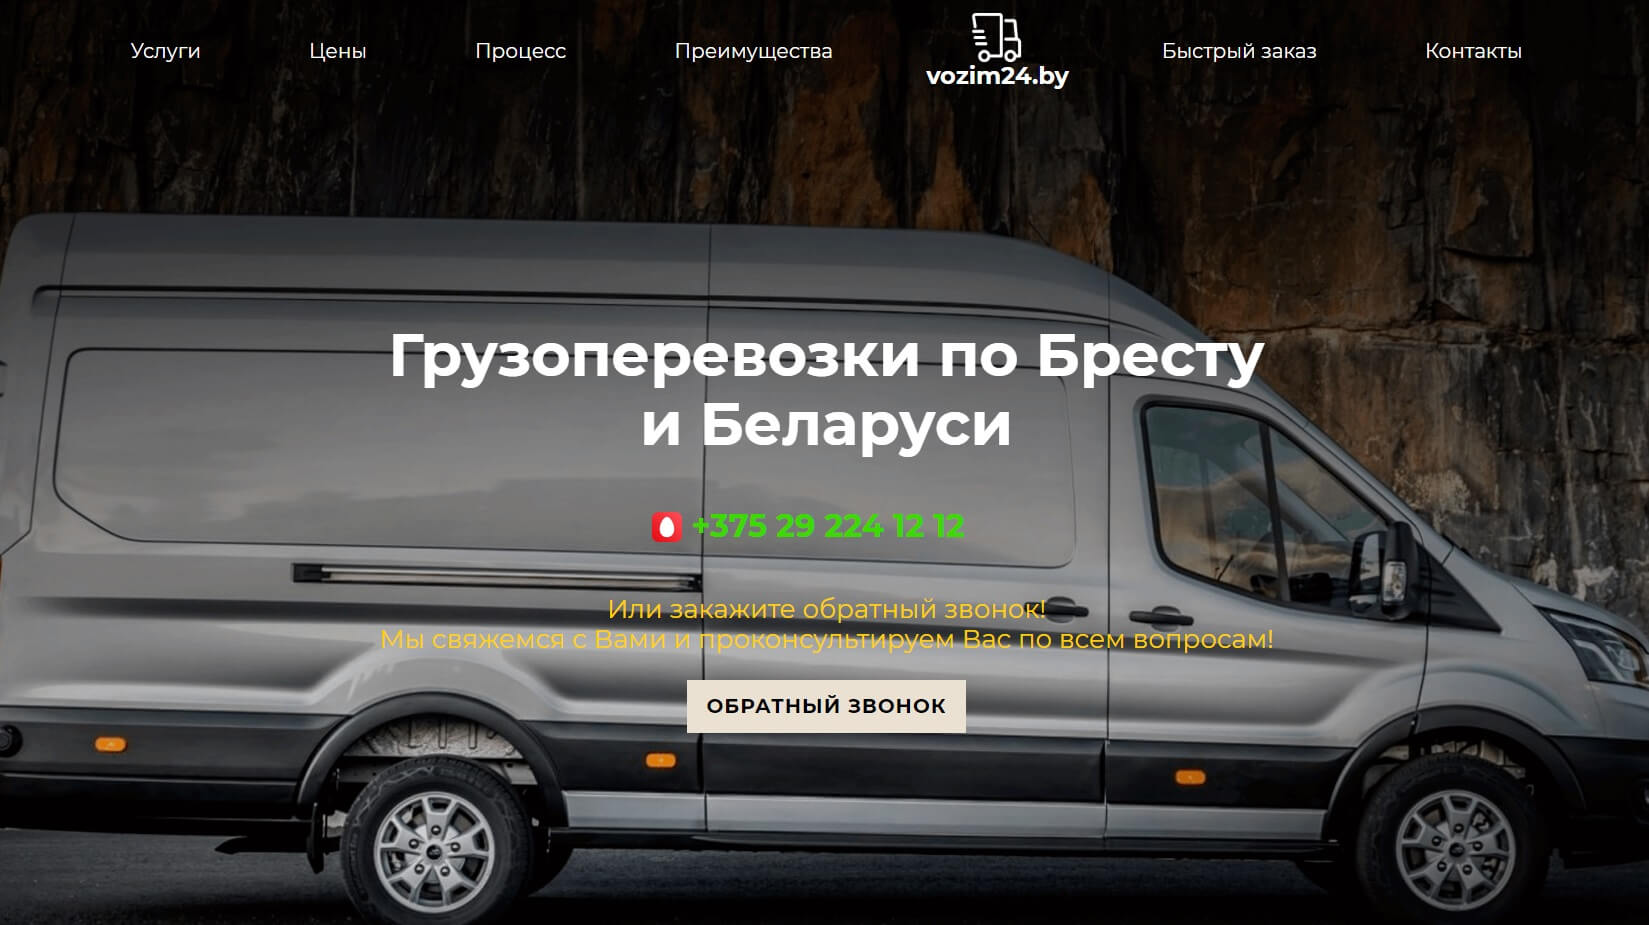 Услуги
Цены
Процесс
Преимущества
vozim24.by
Быстрый заказ
Контакты
Грузоперевозки по Бресту
и Беларуси
+375 29 224 12 12
Или закажите обратный звонок!
Мы свяжемся с Вами и проконсультируем Вас по всем вопросам!
ОБРАТНЫЙ ЗВОНОК